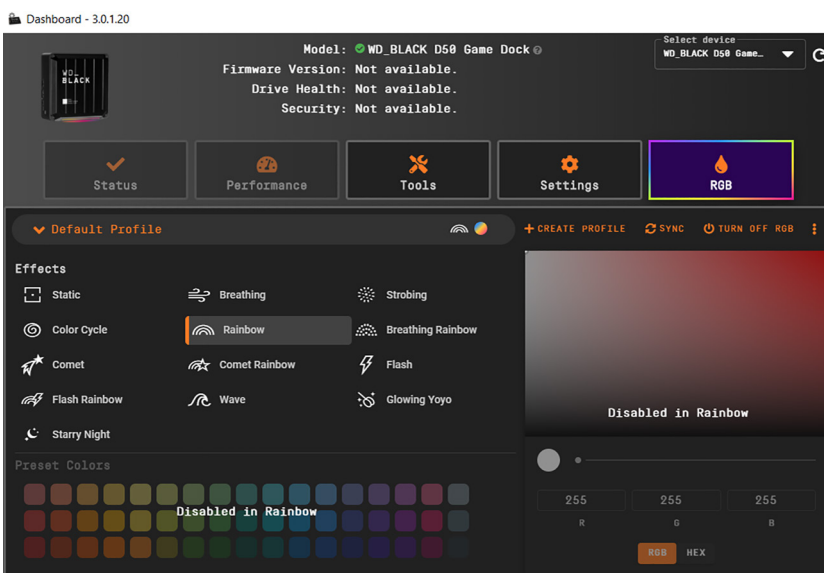 Dashboard - 3.0.1.20
Select device
WD_BLACK D50 Game…
Model: WD_BLACK D50 Game Dock
Firmware Version: Not available.
Drive Health: Not available.
Security: Not available.
WD_
BLACK
Status
Performance
Tools
Settings
RGB
Default Profile
CREATE PROFILE
SYNC
TURN OFF RGB
Effects
Static
Breathing
Strobing
Color Cycle
Rainbow
Breathing Rainbow
Comet
Comet Rainbow
Flash
Flash Rainbow
Wave
Glowing Yoyo
Starry Night
Disabled in Rainbow
Preset Colors
Disabled in Rainbow
255 255 255
R G B
RGB HEX